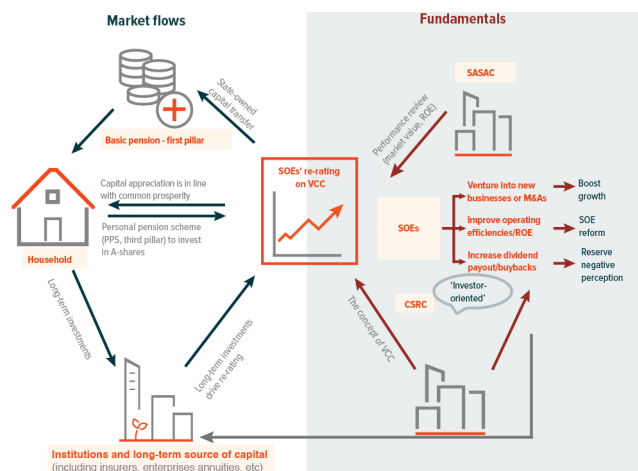 Market flows
Fundamentals
State-owned
capital transfer
Basic pension - first pillar
SASAC
Performance review
(market value, ROE)
SOEs' re-rating
on VCC
Capital appreciation is in line
with common prosperity
Personal pension scheme
(PPS, third pillar) to invest
in A-shares
Household
SOEs
Venture into new
businesses or M&As
Boost
growth
Improve operating
efficiencies/ROE
SOE
reform
Increase dividend
payout/buybacks
Reserve
negative
perception
'Investor-
oriented'
CSRC
The concept of
VCC
Long-term investments
Long-term investments
drive re-rating
Institutions and long-term source of capital
(including insurers, enterprises annuities, etc)